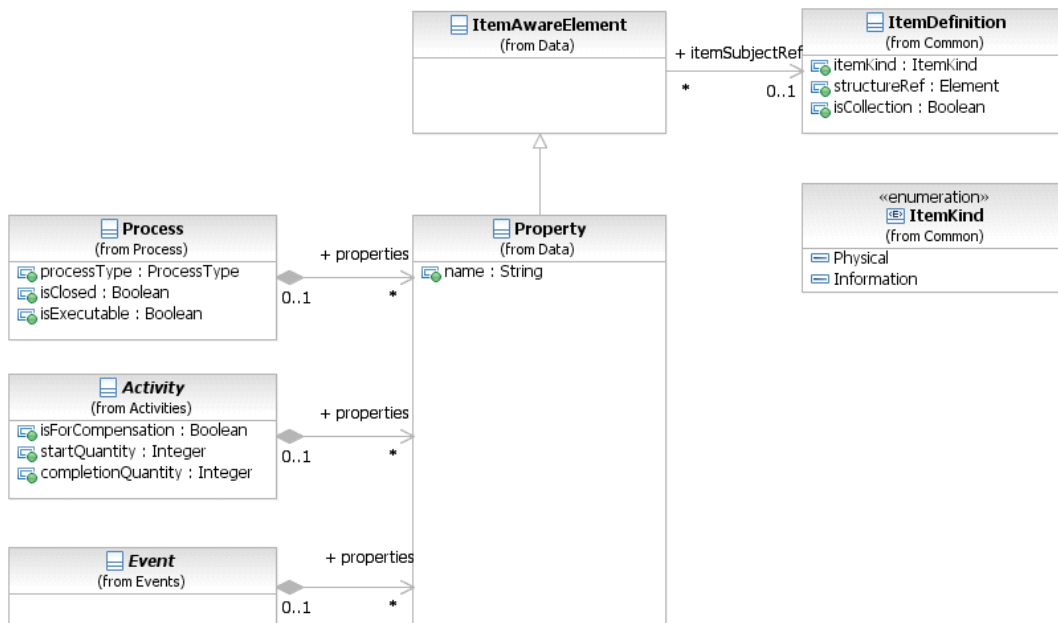 ItemAwareElement
(from Data)
+ itemSubjectRef
*
0..1
ItemDefinition
(from Common)
itemKind : ItemKind
structureRef : Element
isCollection : Boolean
«enumeration»
ItemKind
(from Common)
Physical
Information
Process
(from Process)
processType : ProcessType
isClosed : Boolean
isExecutable : Boolean
+ properties
0..1
*
Property
(from Data)
name : String
Activity
(from Activities)
isForCompensation : Boolean
startQuantity : Integer
completionQuantity : Integer
+ properties
0..1
*
Event
(from Events)
+ properties
0..1
*